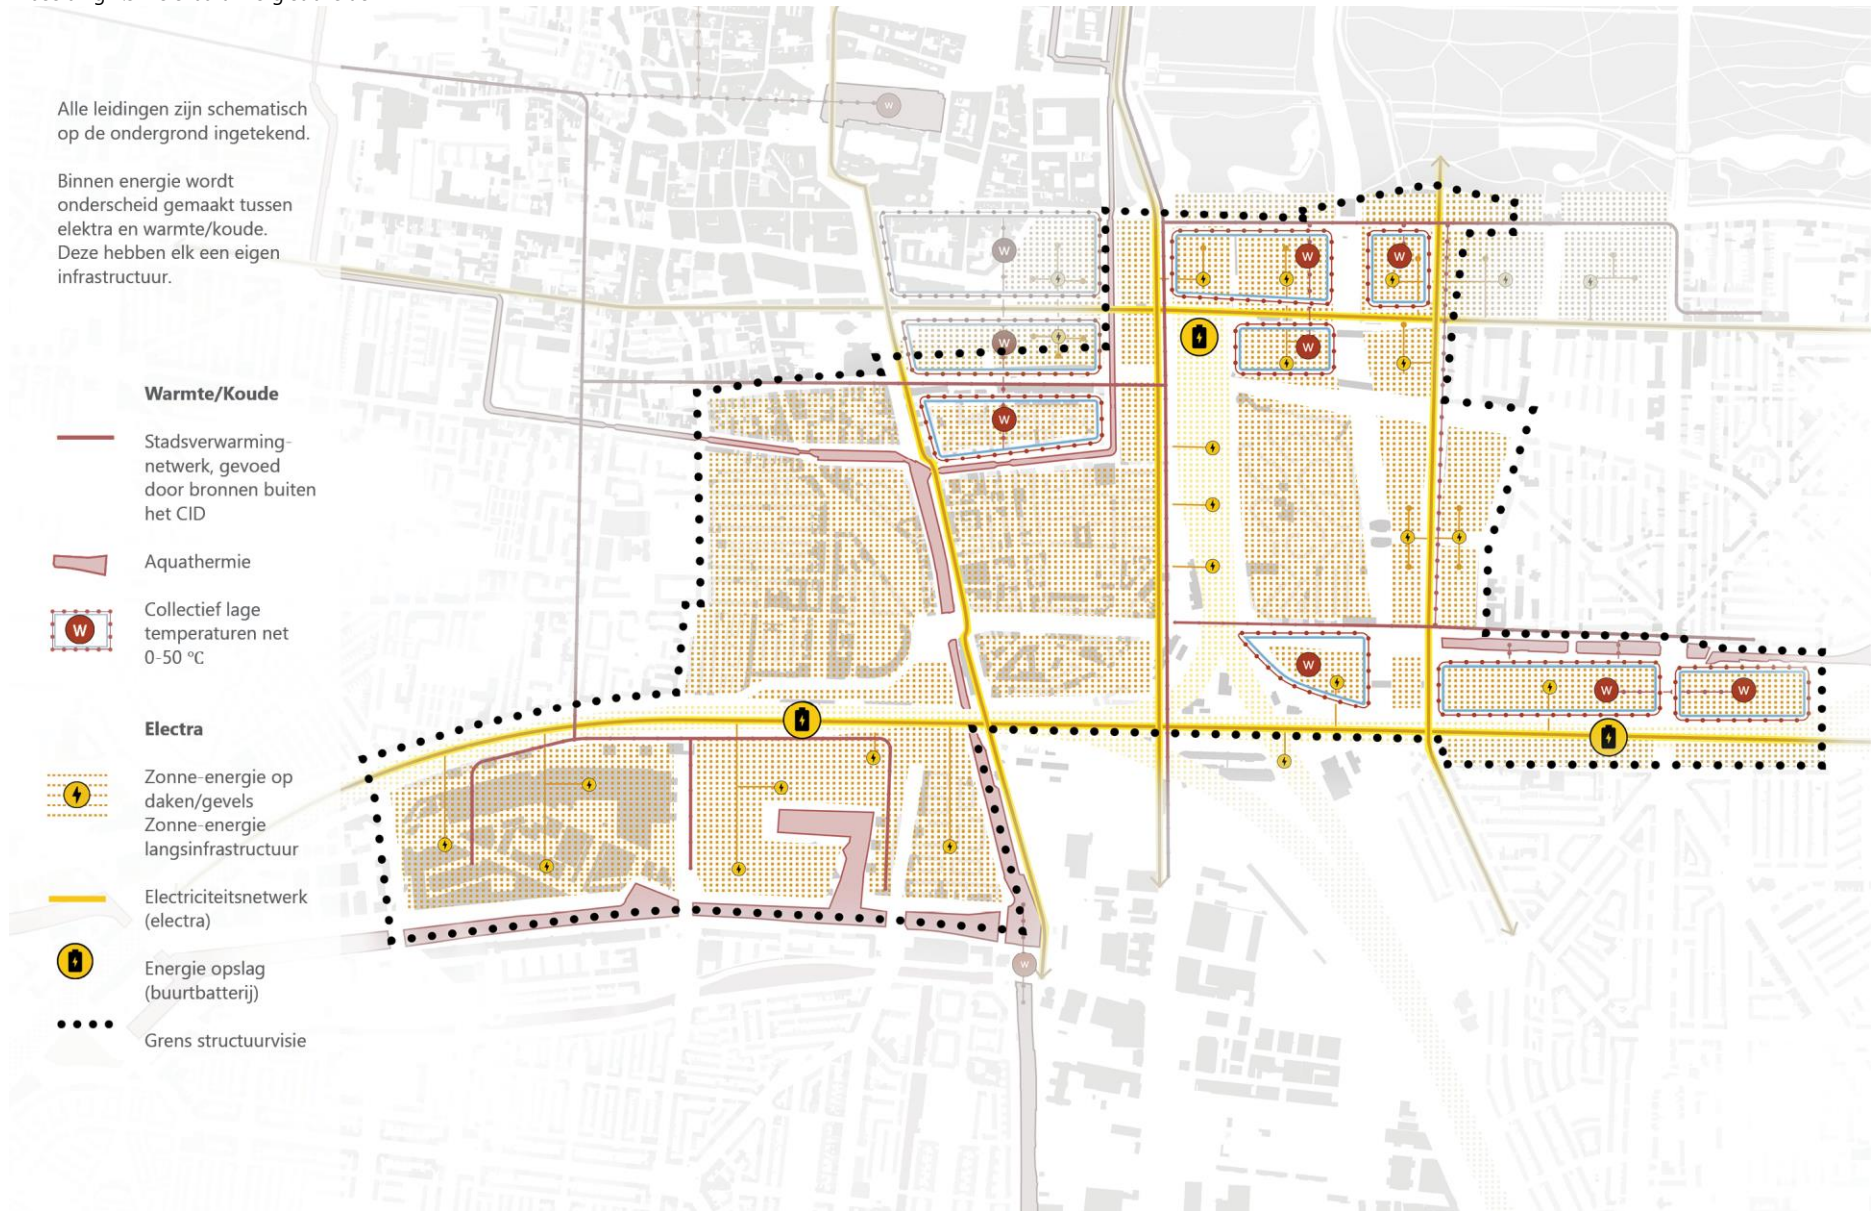 Alle leidingen zijn schematisch
op de ondergrond ingetekend.
Binnen energie wordt
onderscheid gemaakt tussen
elektra en warmte/koude.
Deze hebben elk een eigen
infrastructuur.
Warmte/Koude
Stadsverwarming-
netwerk, gevoed
door bronnen buiten
het CID
Aquathermie
W
Collectief lage
temperaturen net
0-50 °C
Electra
Zonne-energie op
daken/gevels
Zonne-energie
langsinfrastructuur
Electriciteitsnetwerk
(electra)
Energie opslag
(buurtbatterij)
Grens structuurvisie
W
W
W
W
W
W
W
W
W
W
W